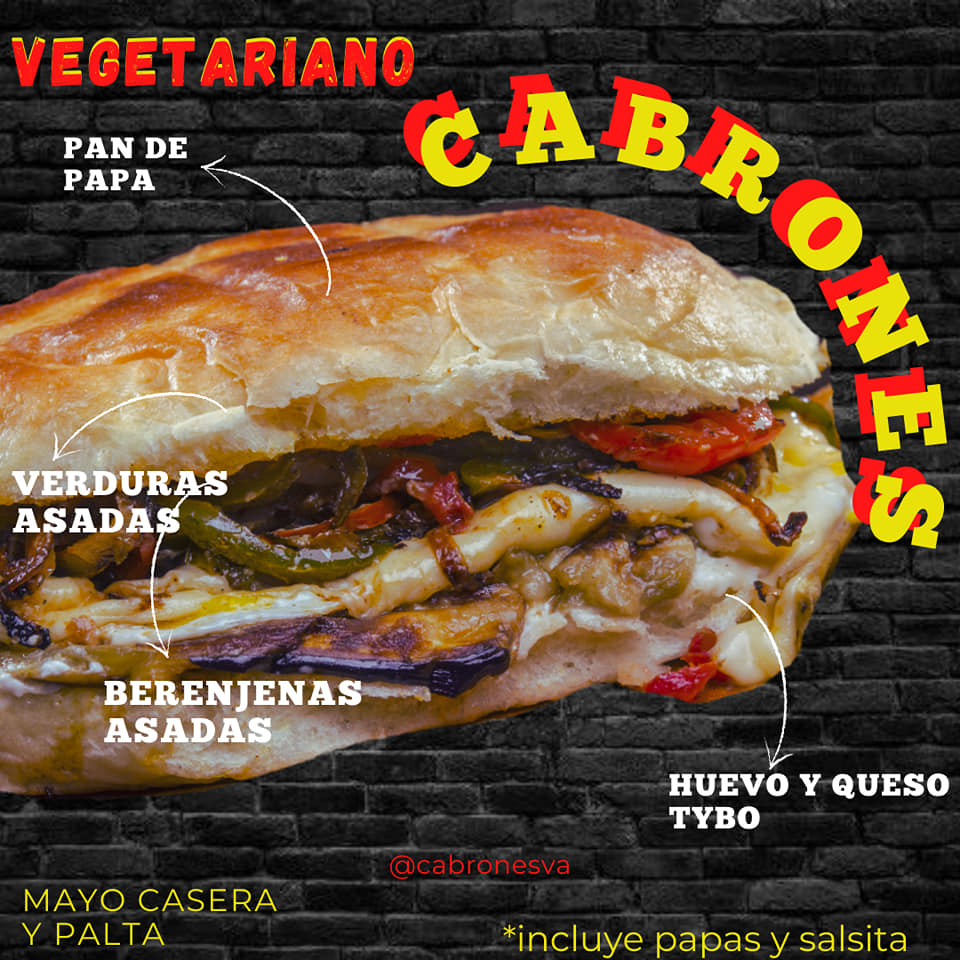 VEGETARIANO
CABRONES
PAN DE
PAPA
VERDURAS
ASADAS
BERENJENAS
ASADAS
HUEVO Y QUESO
TYBO
@cabronesva
MAYO CASERA
Y PALTA
*incluye papas y salsita